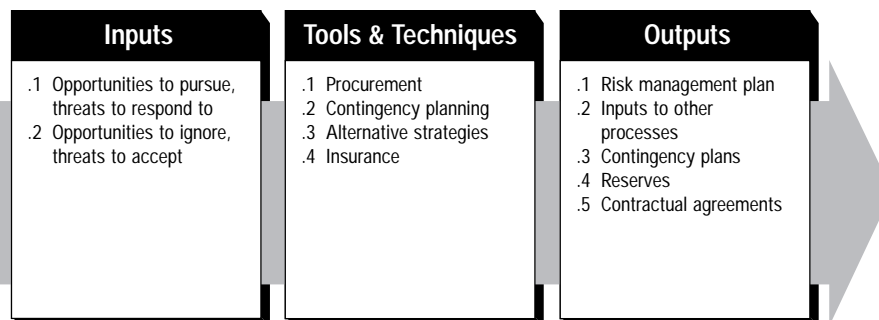 Inputs
.1 Opportunities to pursue,
threats to respond to
.2 Opportunities to ignore,
threats to accept
Tools & Techniques
.1 Procurement
.2 Contingency planning
.3 Alternative strategies
.4 Insurance
Outputs
.1 Risk management plan
.2 Inputs to other
processes
.3 Contingency plans
.4 Reserves
.5 Contractual agreements